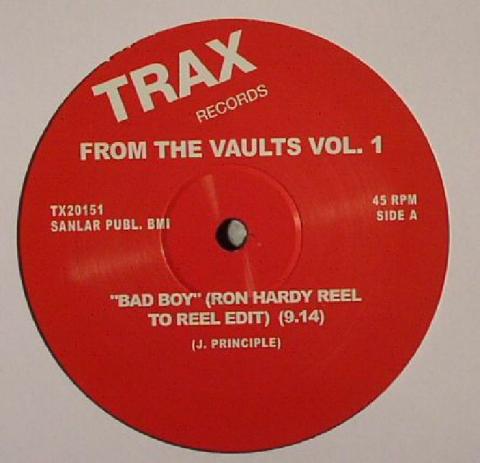 TRAX
RECORDS
FROM THE VAULTS VOL. 1
TX20151
SANLAR PUBL. BMI
45 RPM
SIDE A
"BAD BOY" (RON HARDY REEL
TO REEL EDIT) (9.14)
(J. PRINCIPLE)